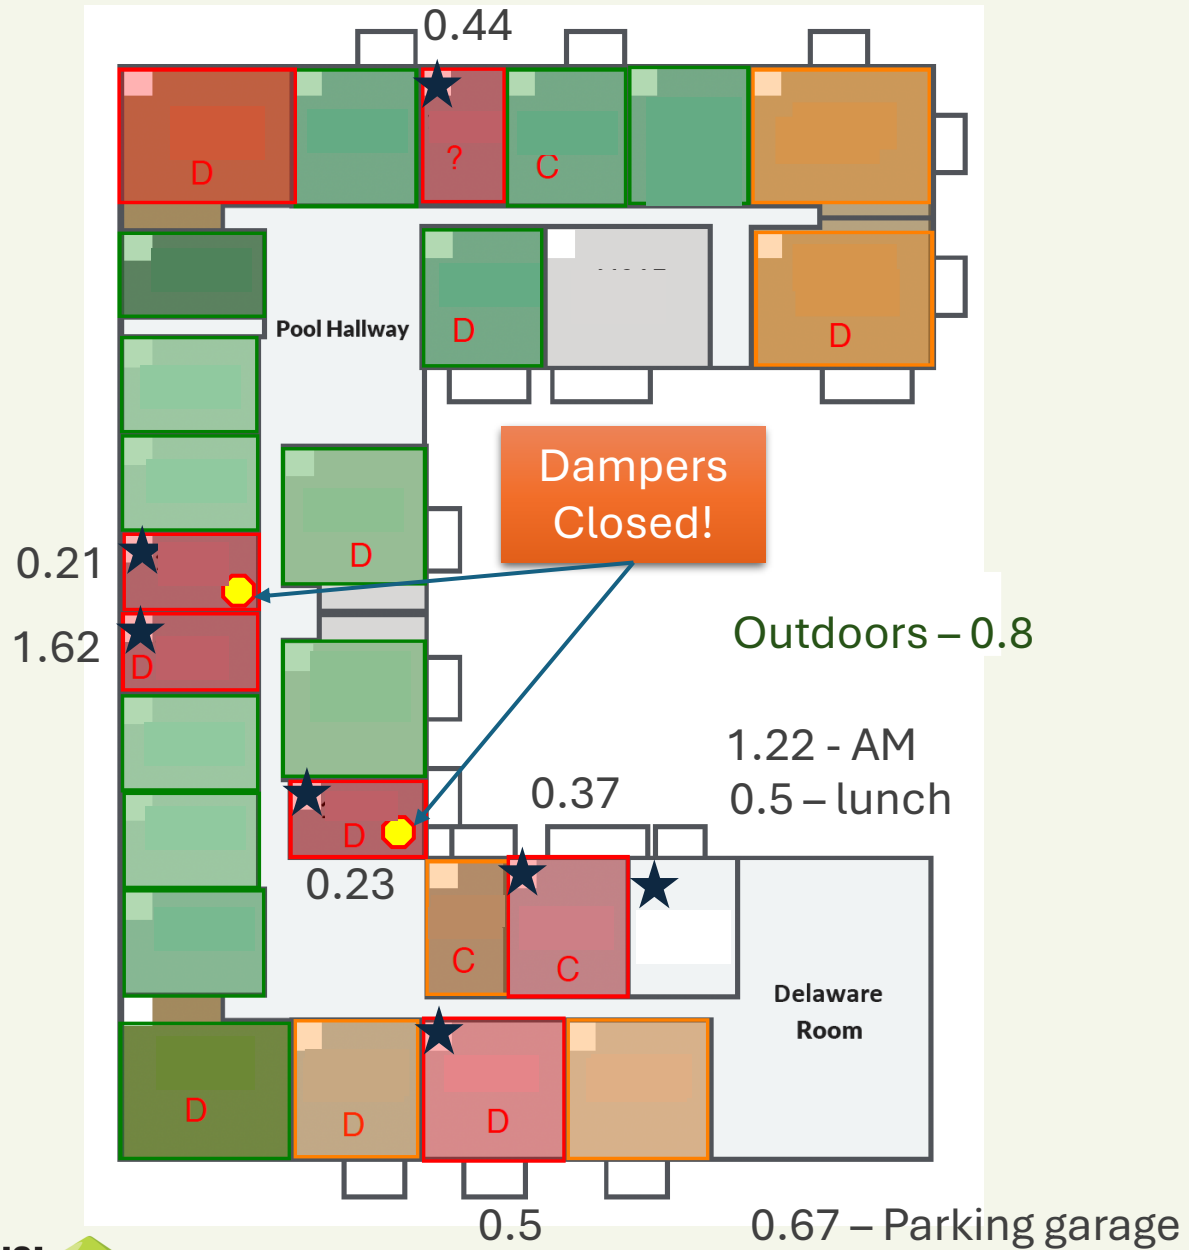 0.44
D
?
C
Pool Hallway
D
D
Dampers
Closed!
D
0.21
Outdoors – 0.8
1.62
D
1.22 - AM
0.37
0.5 – lunch
D
0.23
C
C
Delaware
Room
D
D
D
0.5
0.67 – Parking garage